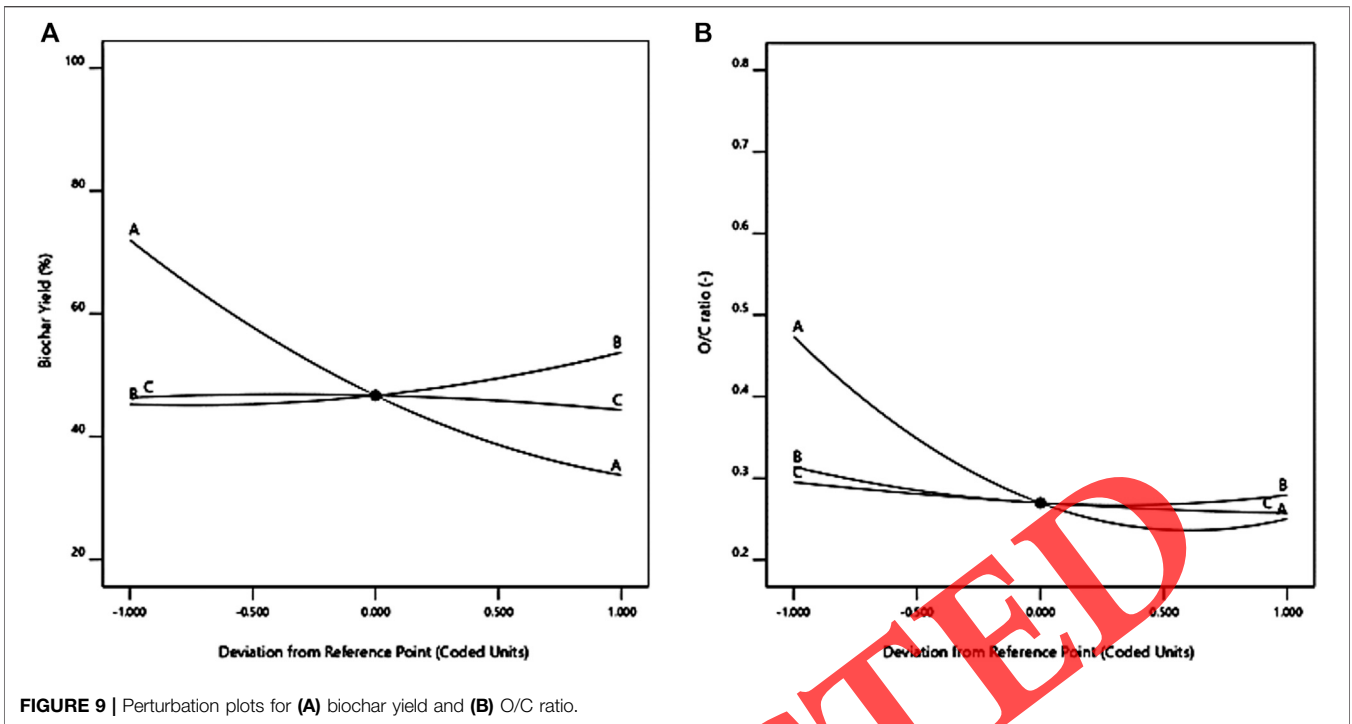 A
B
Biochar Yield (%)
100
80
60
40
20
A
B
C
B
C
A
-1.000
-0.500
0.000
0.500
1.000
Deviation from Reference Point (Coded Units)
O/C ratio (-)
0.8
0.7
0.6
0.5
0.4
0.3
0.2
A
B
C
B
C
A
-1.000
-0.500
0.000
0.500
1.000
Deviation from Reference Point (Coded Units)
TED
FIGURE 9 | Perturbation plots for (A) biochar yield and (B) O/C ratio.